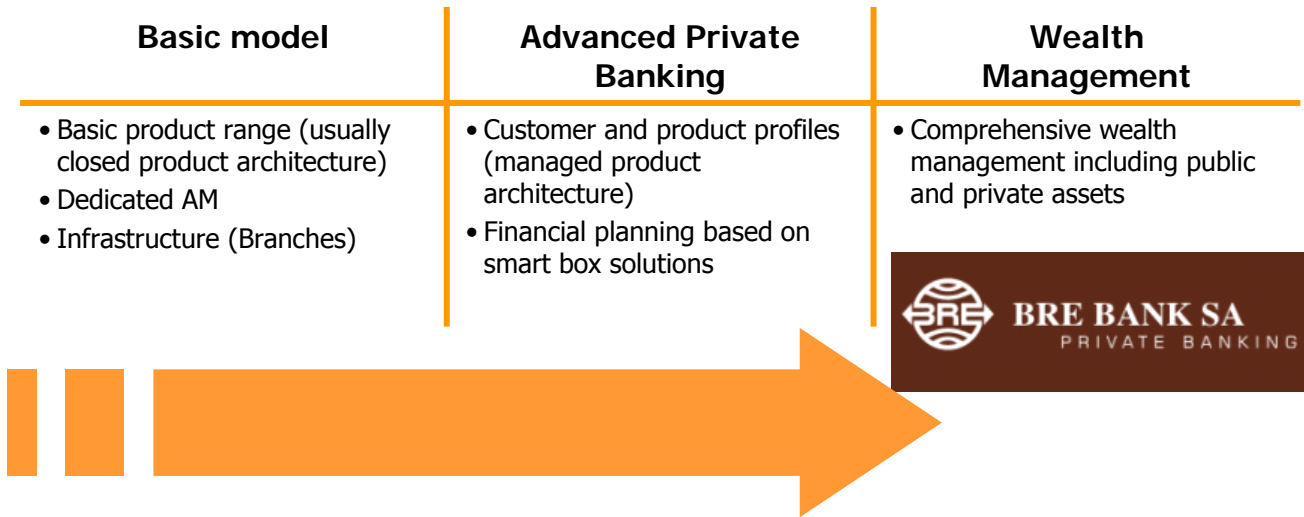 Basic model
• Basic product range (usually
closed product architecture)
• Dedicated AM
• Infrastructure (Branches)
Advanced Private
Banking
• Customer and product profiles
(managed product
architecture)
• Financial planning based on
smart box solutions
Wealth
Management
• Comprehensive wealth
management including public
and private assets
BRE
BRE BANK SA
PRIVATE BANKING